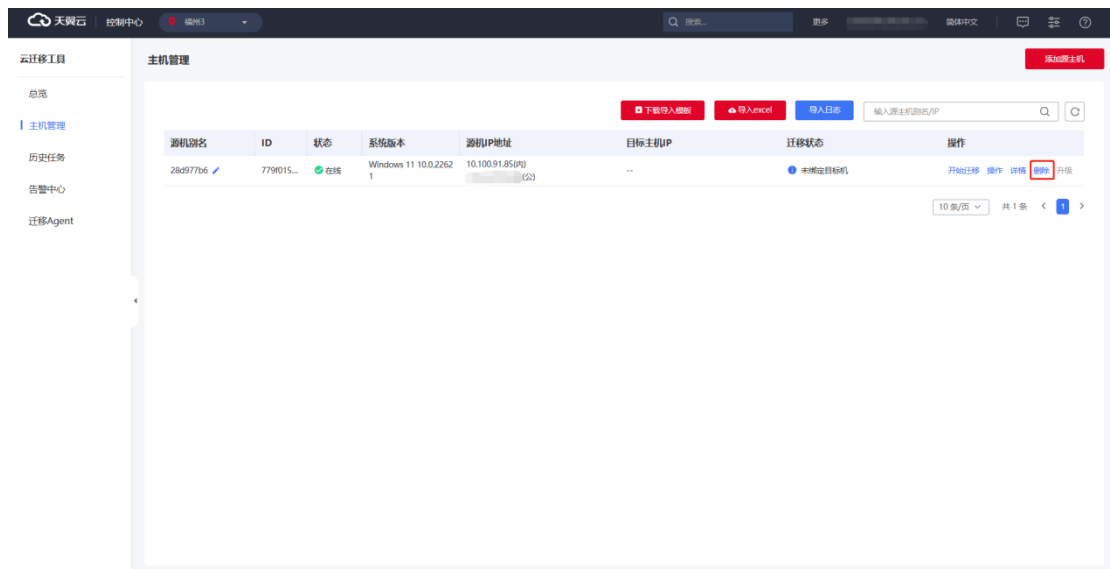 天翼云 控制中心 福州3 搜索... 更多 简体中文
云迁移工具
总览
主机管理
历史任务
告警中心
迁移Agent
主机管理 添加源主机
下载导入模版 导入excel 导入日志 输入源主机别名/IP
源机别名 ID 状态 系统版本 源机IP地址 目标主机IP 迁移状态 操作
28d977b6 779f015... 在线 Windows 11 10.0.2262 10.100.91.85(内) -- 未绑定目标机 开始迁移 操作 详情 删除 升级
1 (公)
10条/页 共1条 1